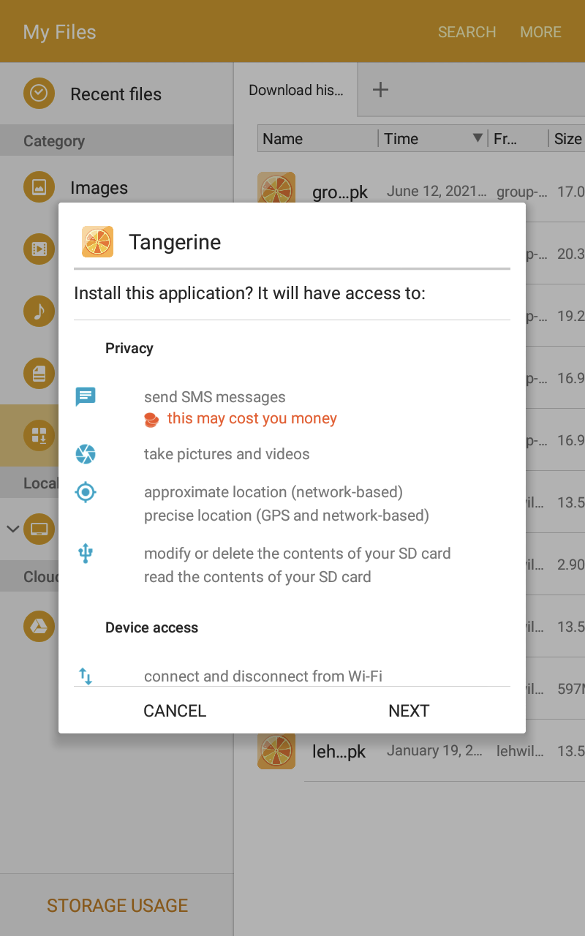 My Files
SEARCH
MORE
Recent files
Category
Images
Local
Cloud
STORAGE USAGE
Download his...
Name
Time
Fr...
Size
gro...pk
June 12, 2021...
group-...
17.0
p-...
20.3
p-...
19.2
p-...
16.9
p-...
16.9
wil...
13.5
wil...
2.90
wil...
13.5
wil...
597M
leh...pk
January 19, 2...
lehwil...
13.5
Tangerine
Install this application? It will have access to:
Privacy
send SMS messages
this may cost you money
take pictures and videos
approximate location (network-based)
precise location (GPS and network-based)
modify or delete the contents of your SD card
read the contents of your SD card
Device access
connect and disconnect from Wi-Fi
CANCEL
NEXT